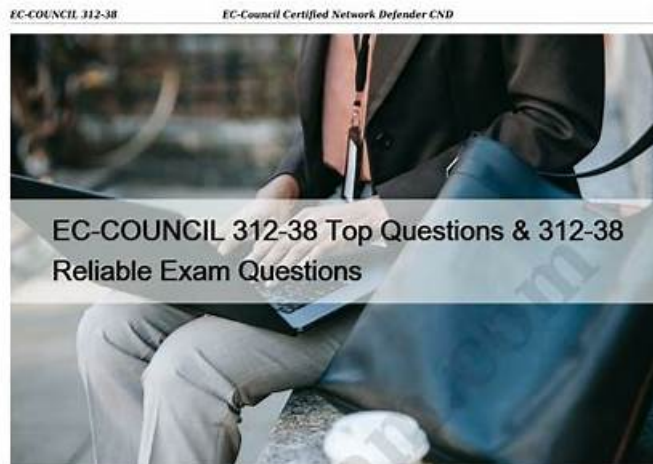 EC-COUNCIL 312-38 EC-Council Certified Network Defender CND
EC-COUNCIL 312-38 Top Questions & 312-38
Reliable Exam Questions